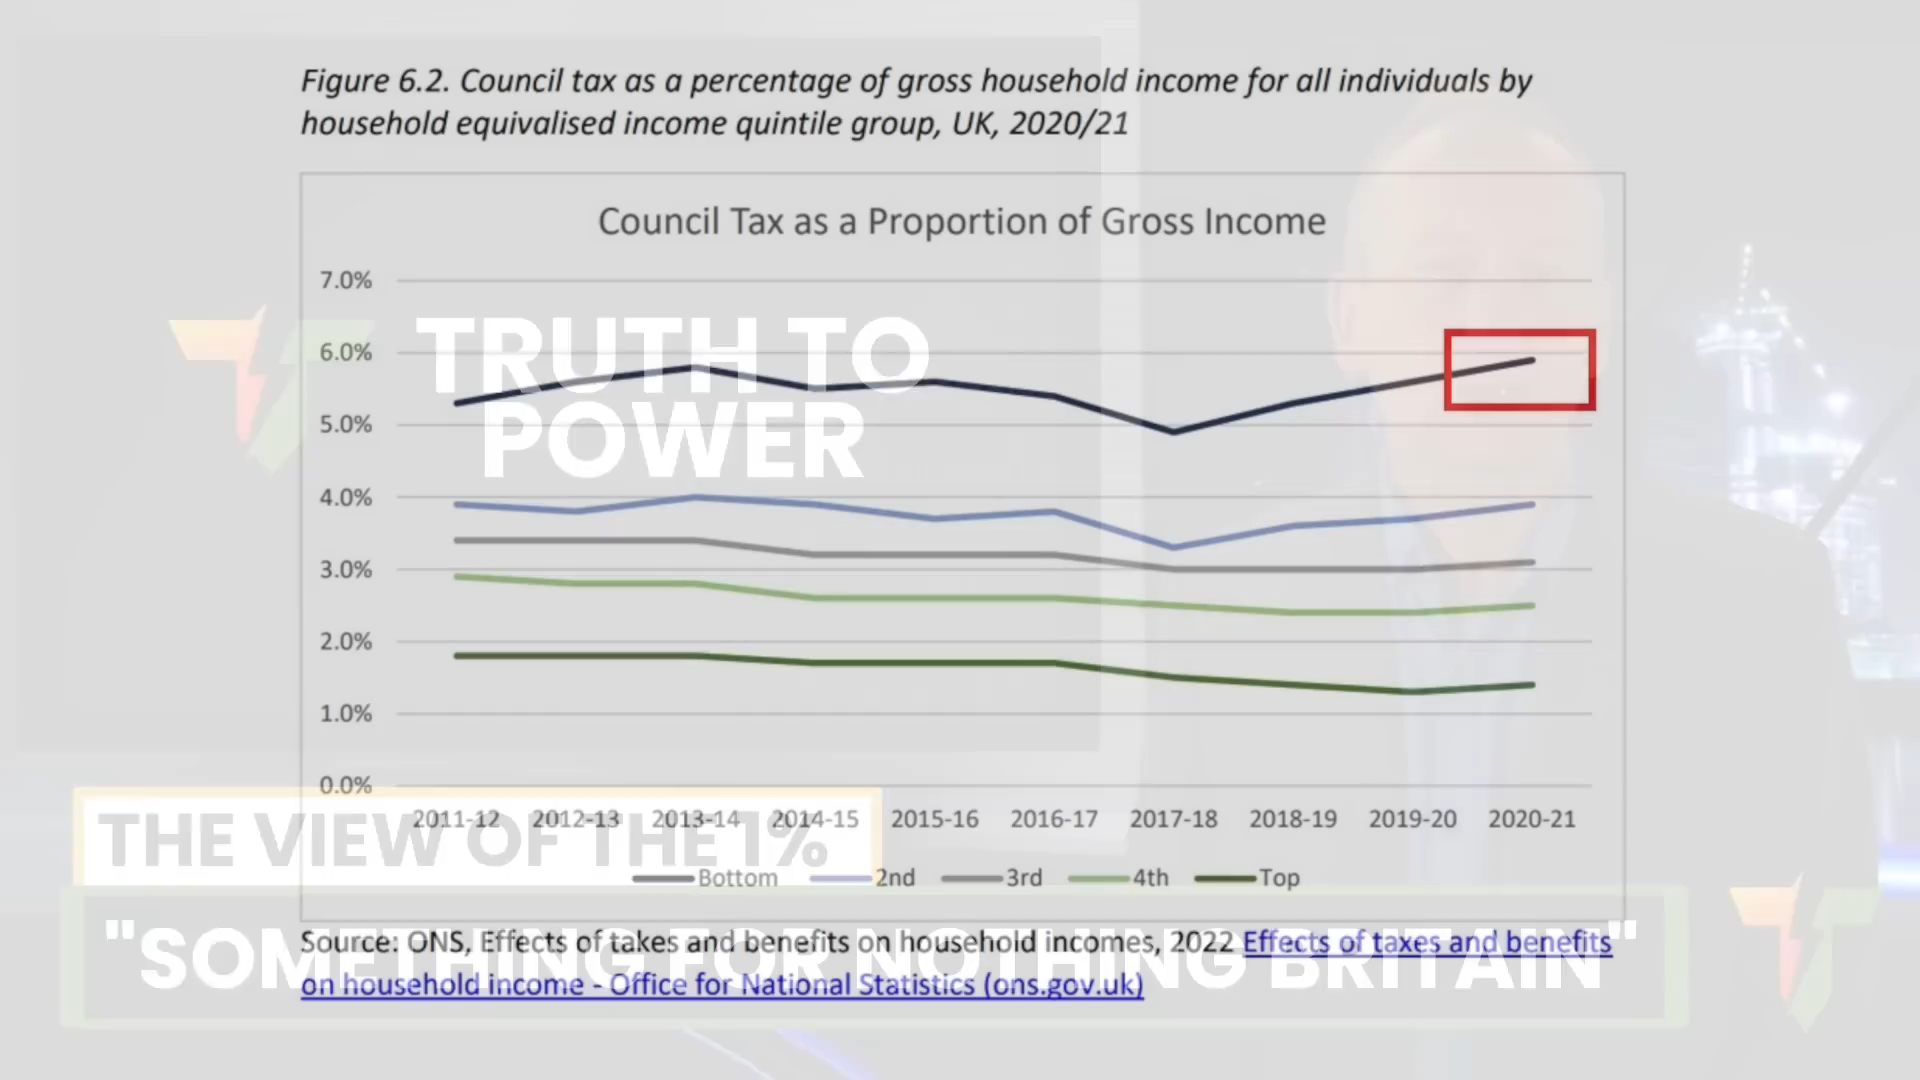 Figure 6.2. Council tax as a percentage of gross household income for all individuals by
household equivalised income quintile group, UK, 2020/21
Council Tax as a Proportion of Gross Income
7.0%
6.0%
5.0%
4.0%
3.0%
2.0%
1.0%
0.0%
TRUTH TO
POWER
2011-12 2012-13 2013-14 2014-15 2015-16 2016-17 2017-18 2018-19 2019-20 2020-21
THE VIEW OF THE 1%
Bottom 2nd 3rd 4th Top
"SOMETHING FOR NOTHING BRITAIN"
Source: ONS, Effects of takes and benefits on household incomes, 2022 Effects of taxes and benefits
on household income - Office for National Statistics (ons.gov.uk)